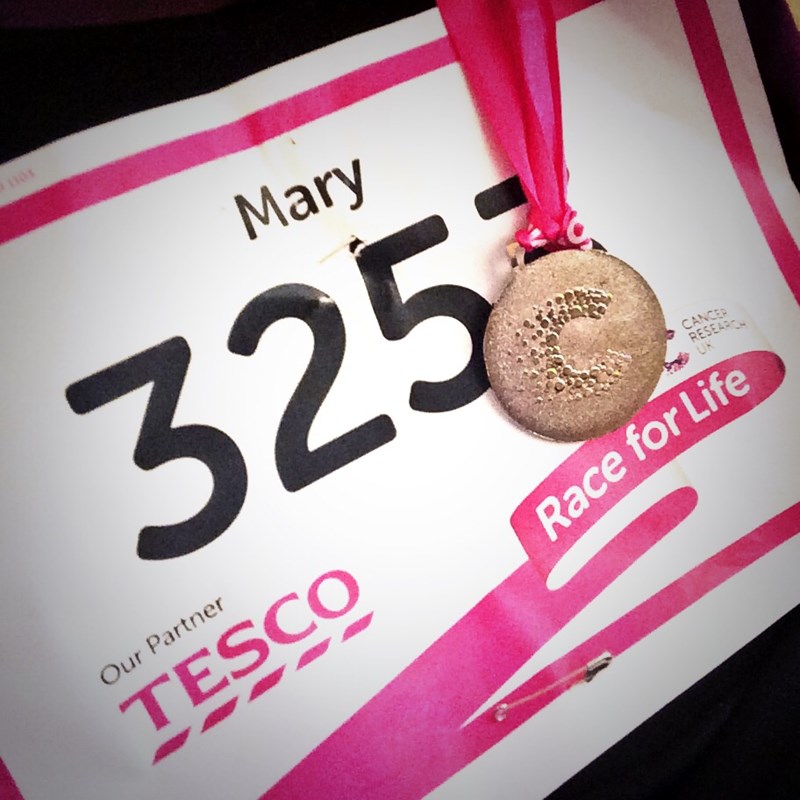 Mary
325
CANCER
RESEARCH
UK
Race for Life
Our Partner
TESCO